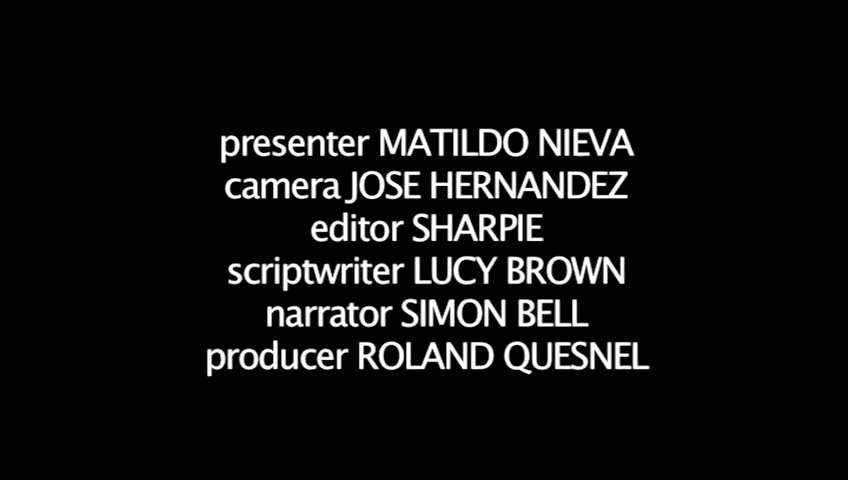 presenter MATILDO NIEVA
camera JOSE HERNANDEZ
editor SHARPIE
scriptwriter LUCY BROWN
narrator SIMON BELL
producer ROLAND QUESNEL